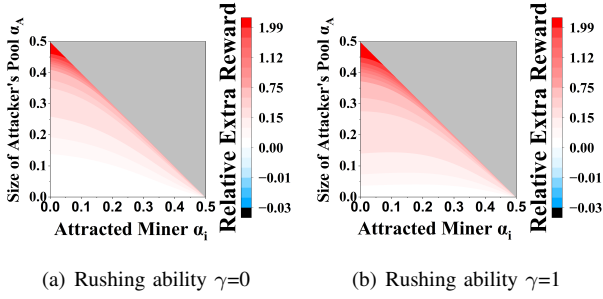 Size of Attacker's Pool α_A
0.5
0.4
0.3
0.2
0.1
0.0
0.0 0.1 0.2 0.3 0.4 0.5
Attracted Miner α_i
1.99
1.12
0.75
0.15
0.00
−0.01
−0.03
Relative Extra Reward
Size of Attacker's Pool α_A
0.5
0.4
0.3
0.2
0.1
0.0
0.0 0.1 0.2 0.3 0.4 0.5
Attracted Miner α_i
1.99
1.12
0.75
0.15
0.00
−0.01
−0.03
Relative Extra Reward
(a) Rushing ability γ=0
(b) Rushing ability γ=1